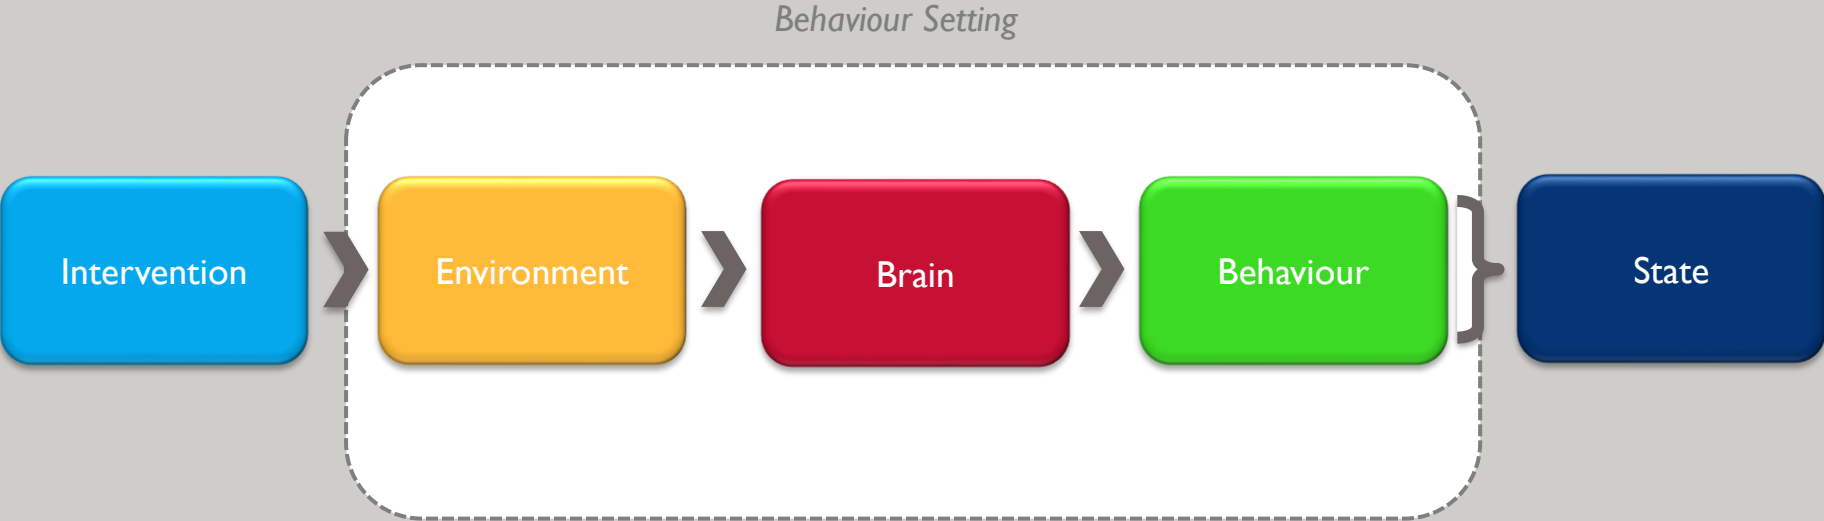 Behaviour Setting
Intervention
Environment
Brain
Behaviour
State